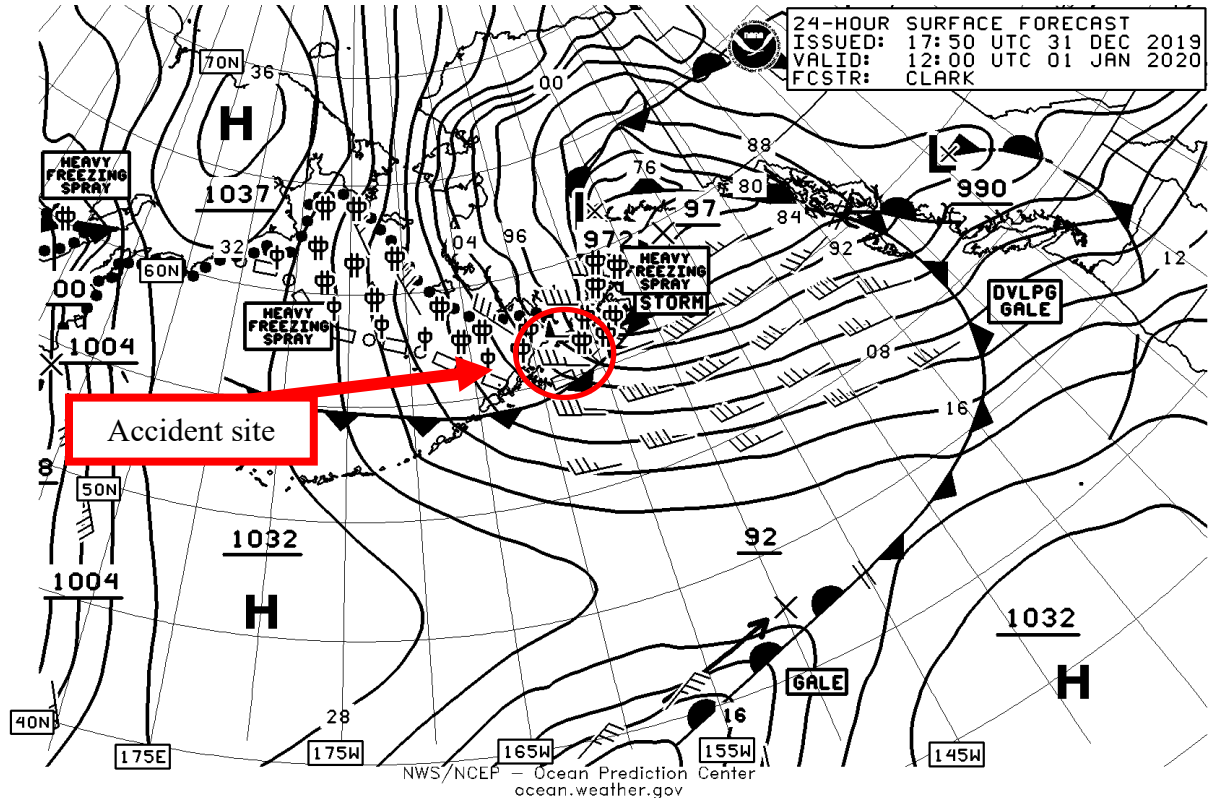 24-HOUR SURFACE FORECAST
ISSUED: 17:50 UTC 31 DEC 2019
VALID: 12:00 UTC 01 JAN 2020
FCSTR: CLARK
70N
36
00
H
88
HEAVY
FREEZING
SPRAY
76
L
80
990
1037
97
84
32
04
96
972
92
60N
HEAVY
FREEZING
SPRAY
STORM
12
00
DVLPG
GALE
HEAVY
FREEZING
SPRAY
1004
08
Accident site
16
8
50N
1032
92
1004
H
1032
GALE
H
28
16
40N
175E
175W
165W
155W
145W
NWS/NCEP – Ocean Prediction Center
ocean.weather.gov